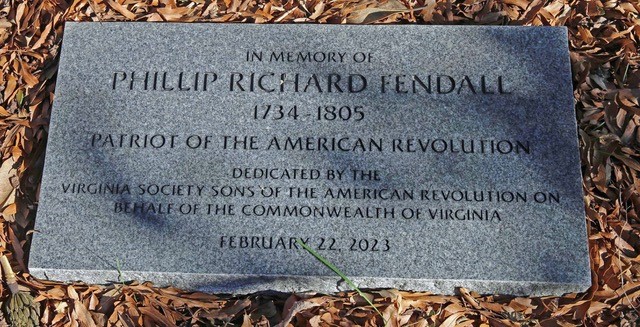 IN MEMORY OF
PHILLIP RICHARD FENDALL
1734-1805
PATRIOT OF THE AMERICAN REVOLUTION
DEDICATED BY THE
VIRGINIA SOCIETY SONS OF THE AMERICAN REVOLUTION ON
BEHALF OF THE COMMONWEALTH OF VIRGINIA
FEBRUARY 22, 2023